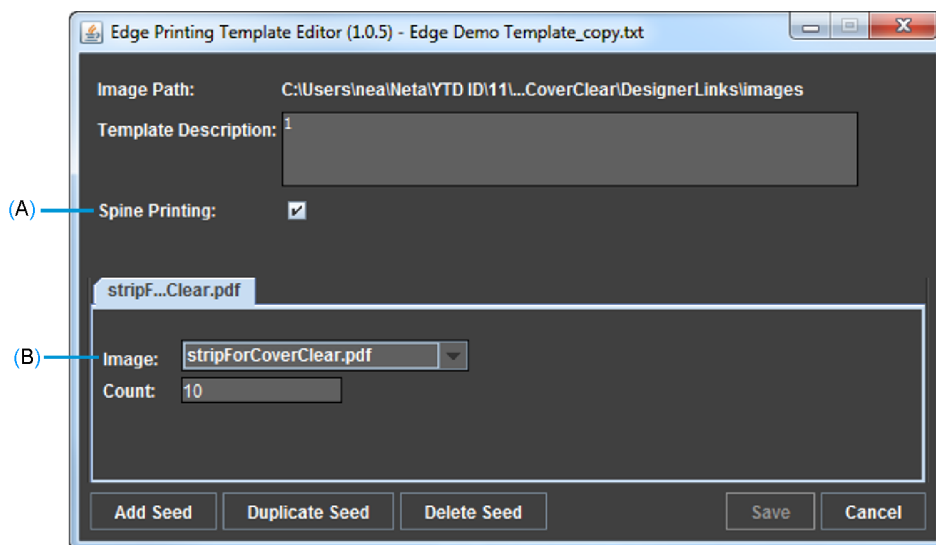 Edge Printing Template Editor (1.0.5) - Edge Demo Template_copy.txt
Image Path: C:\Users\nea\Neta\YTD ID\11\...CoverClear\DesignerLinks\images
Template Description: 1
(A) Spine Printing:
stripF...Clear.pdf
(B) Image: stripForCoverClear.pdf
Count: 10
Add Seed Duplicate Seed Delete Seed Save Cancel